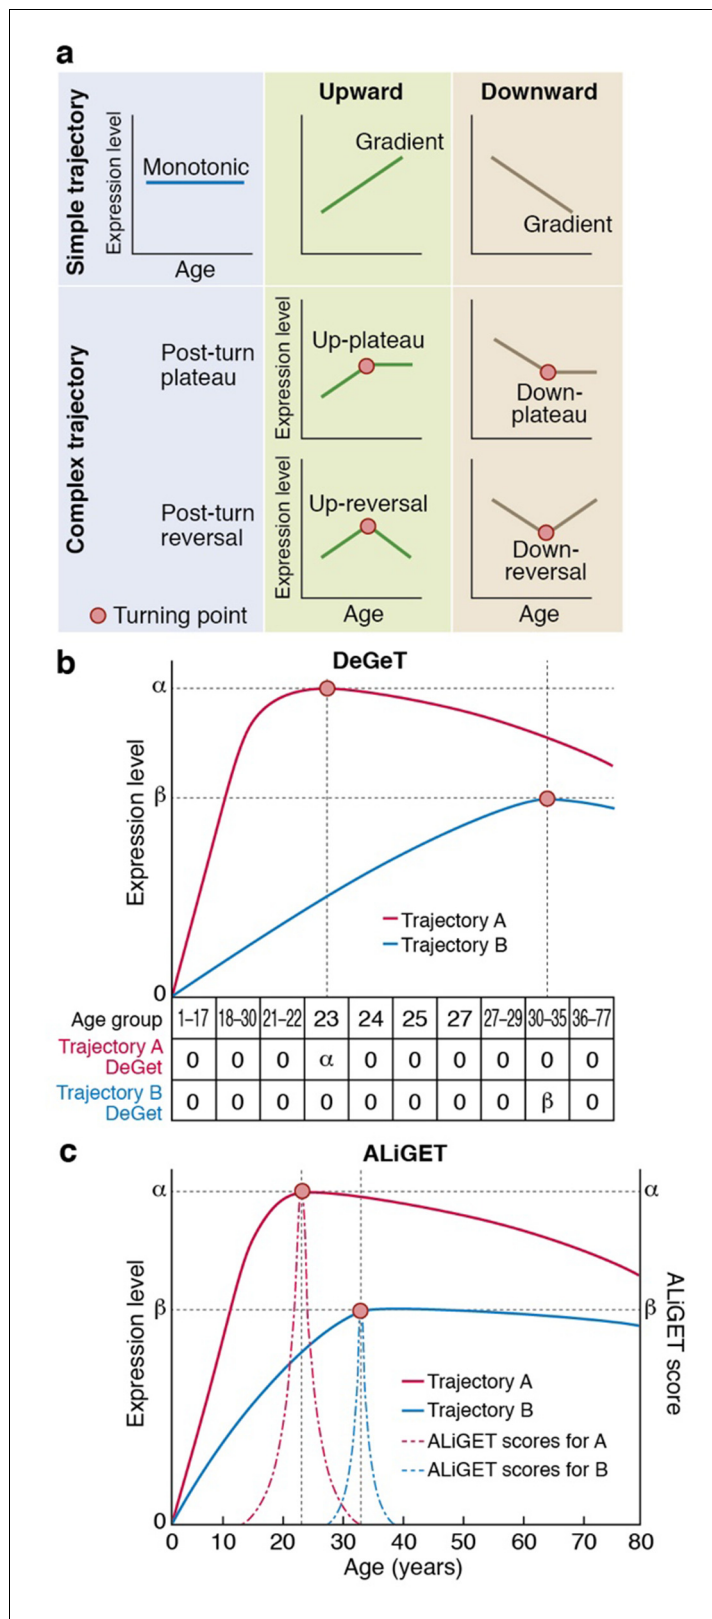 a
Upward
Downward
Simple trajectory
Expression level
Monotonic
Age
Gradient
Gradient
Complex trajectory
Post-turn
plateau
Expression level
Up-plateau
Down-
plateau
Post-turn
reversal
Expression level
Up-reversal
Down-
reversal
Turning point
Age
Age
b
DeGeT
α
β
0
Expression level
Trajectory A
Trajectory B
Age group 1–17 18–30 21–22 23 24 25 27 27–29 30–35 36–77
Trajectory A
DeGet 0 0 0 α 0 0 0 0 0 0
Trajectory B
DeGet 0 0 0 0 0 0 0 0 β 0
c
ALiGET
α α
β β
0
Expression level
ALiGET score
Trajectory A
Trajectory B
ALiGET scores for A
ALiGET scores for B
0 10 20 30 40 50 60 70 80
Age (years)